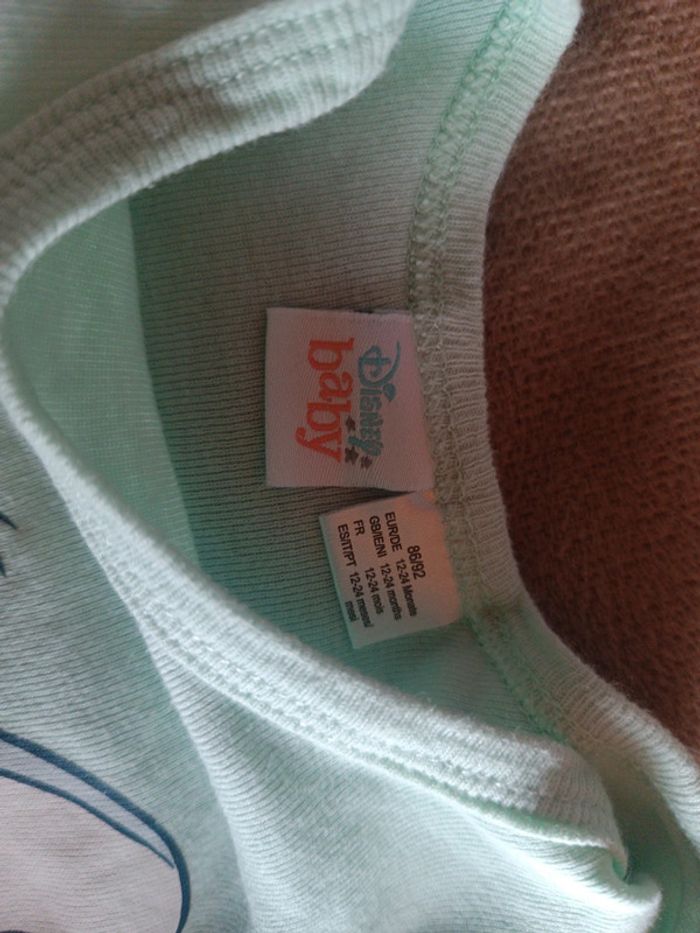 Disney
baby
86/92
EUR/DE 12-24 Monate
GB/IE/NI 12-24 months
FR 12-24 mois
ES/IT/PT 12-24 meses/
mesi